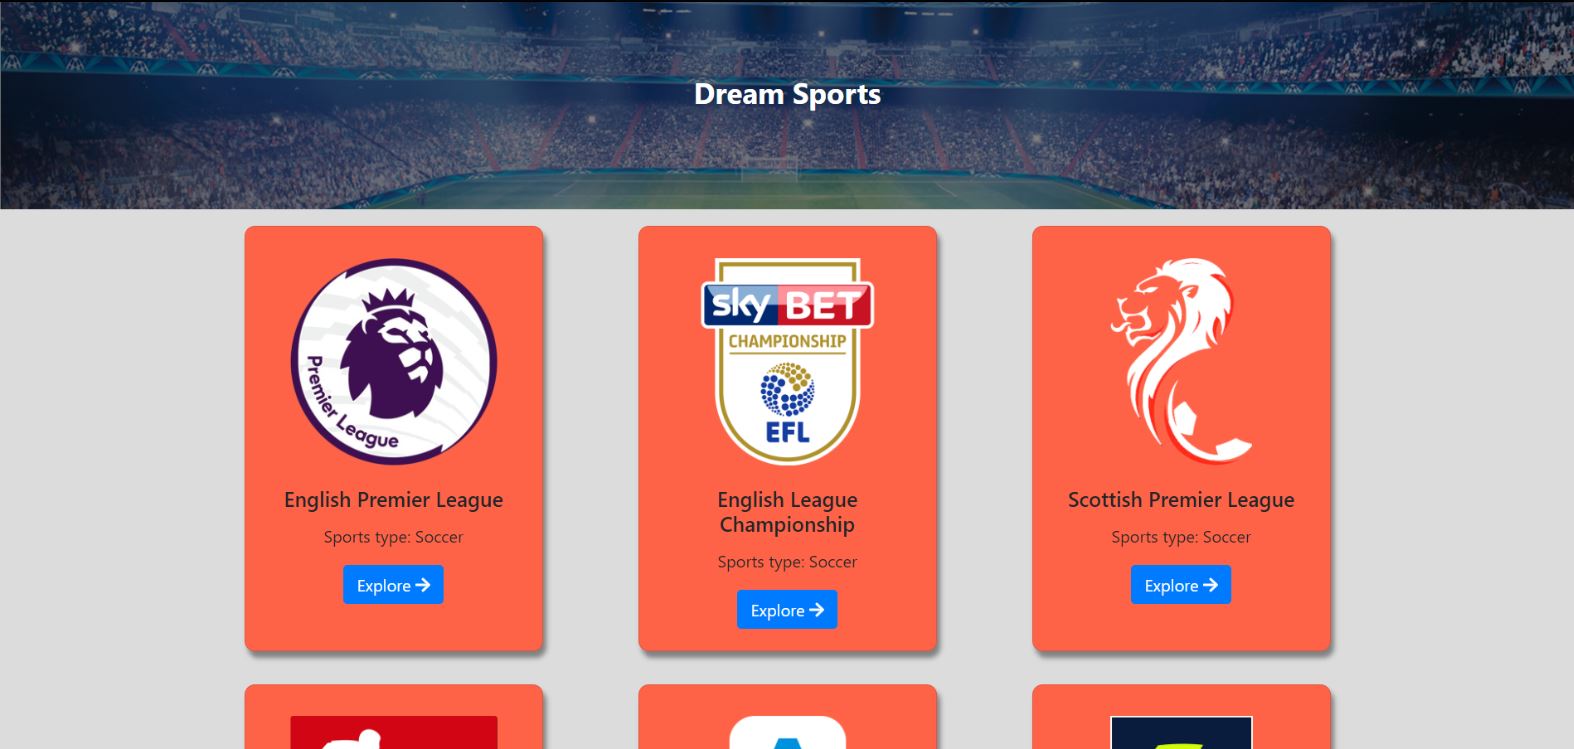 Dream Sports
Premier League
sky BET
CHAMPIONSHIP
EFL
English Premier League
Sports type: Soccer
Explore
English League
Championship
Sports type: Soccer
Explore
Scottish Premier League
Sports type: Soccer
Explore